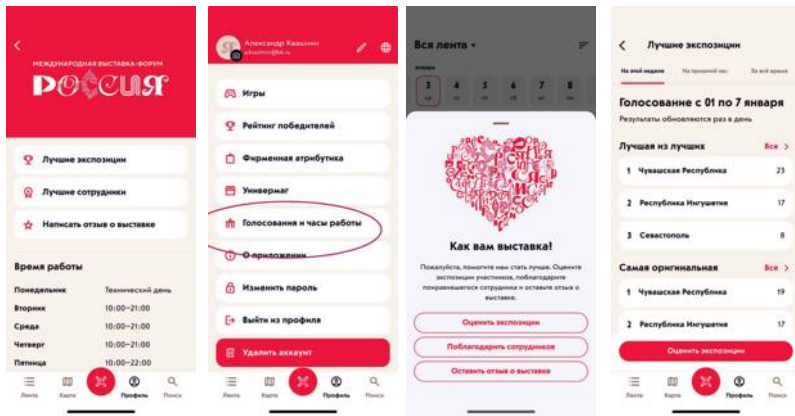 МЕЖДУНАРОДНАЯ ВЫСТАВКА-ФОРУМ
РОССИЯ
Лучшие экспозиции
Лучшие сотрудники
Написать отзыв о выставке
Время работы
Понедельник Технический день
Вторник 10:00–21:00
Среда 10:00–21:00
Четверг 10:00–21:00
Пятница 10:00–22:00
Лента Карта Профиль Поиск
Александр Квашнин
Игры
Рейтинг победителей
Фирменная атрибутика
Универмаг
Голосования и часы работы
О приложении
Изменить пароль
Выйти из профиля
Удалить аккаунт
Лента Карта Профиль Поиск
Вся лента
январь
3 4 5 6 7 8
Как вам выставка!
Пожалуйста, помогите нам стать лучше. Оцените
экспозиции участников, поблагодарите
понравившегося сотрудника и оставьте отзыв о
выставке.
Оценить экспозиции
Поблагодарить сотрудников
Оставить отзыв о выставке
Лучшие экспозиции
На этой неделе На прошлой нес За всё время
Голосование с 01 по 7 января
Результаты обновляются раз в день
Лучшая из лучших Все >
1 Чувашская Республика 23
2 Республика Ингушетия 17
3 Севастополь 8
Самая оригинальная Все >
1 Чувашская Республика 19
2 Республика Ингушетия 17
Оценить экспозиции
Лента Карта Профиль Поиск